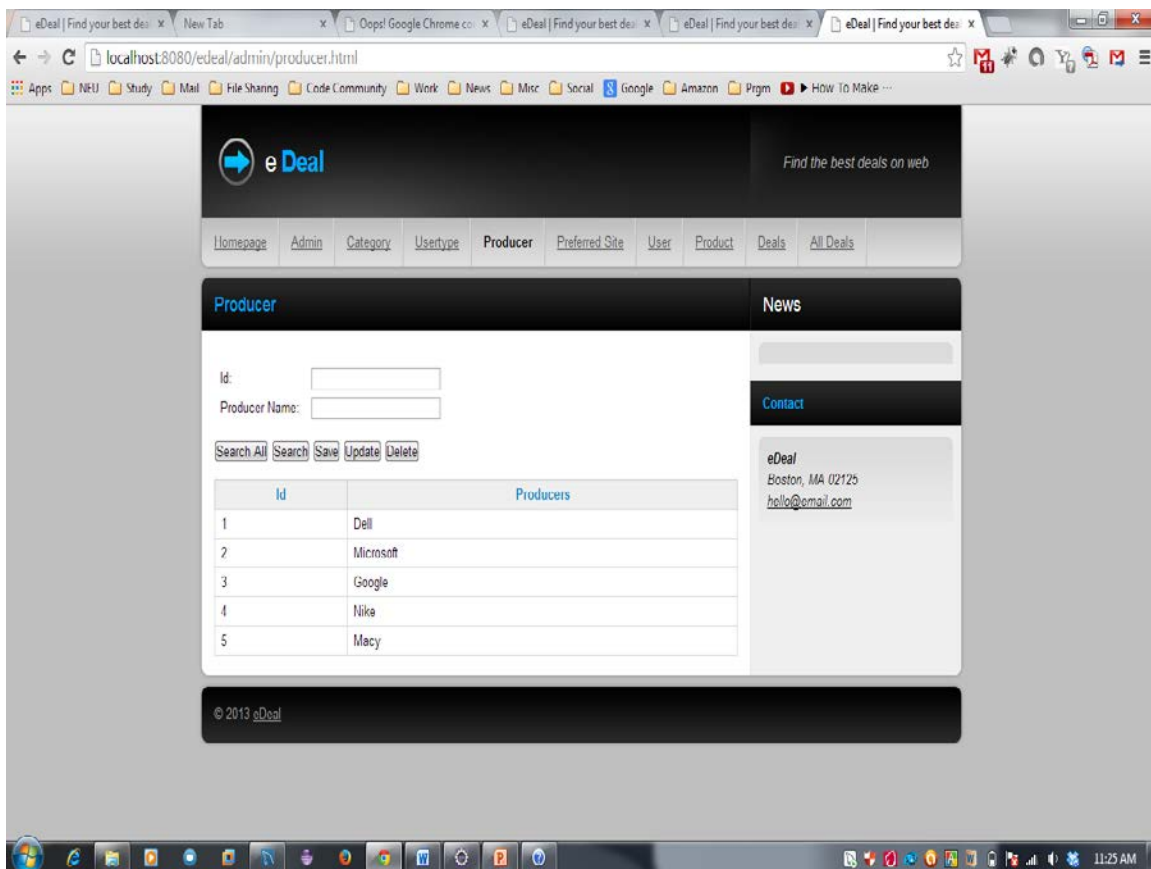 eDeal | Find your best dea
New Tab
Oops! Google Chrome co
eDeal | Find your best dea
eDeal | Find your best dea
eDeal | Find your best dea
localhost:8080/edeal/admin/producer.html
11
Apps NEU Study Mail File Sharing Code Community Work News Misc Social Google Amazon Prgm ▶ How To Make ···
e Deal
Find the best deals on web
Homepage Admin Category Usertype Producer Preferred Site User Product Deals All Deals
Producer
News
Id:
Producer Name:
Search All Search Save Update Delete
Id Producers
1 Dell
2 Microsoft
3 Google
4 Nike
5 Macy
Contact
eDeal
Boston, MA 02125
hello@email.com
© 2013 eDeal
11:25 AM